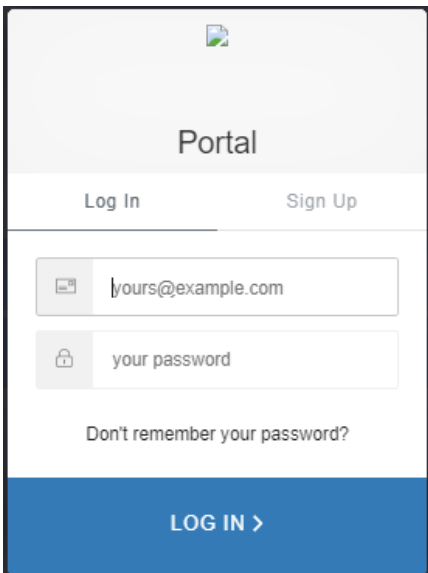 Portal
Log In Sign Up
yours@example.com
your password
Don't remember your password?
LOG IN >